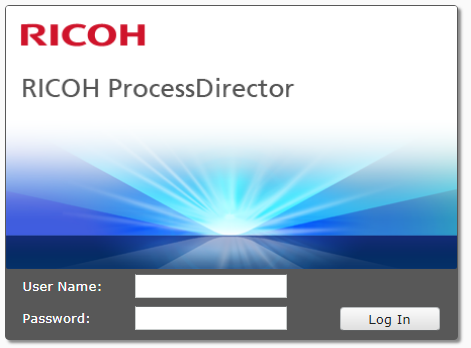 RICOH
RICOH ProcessDirector
User Name:
Password:
Log In